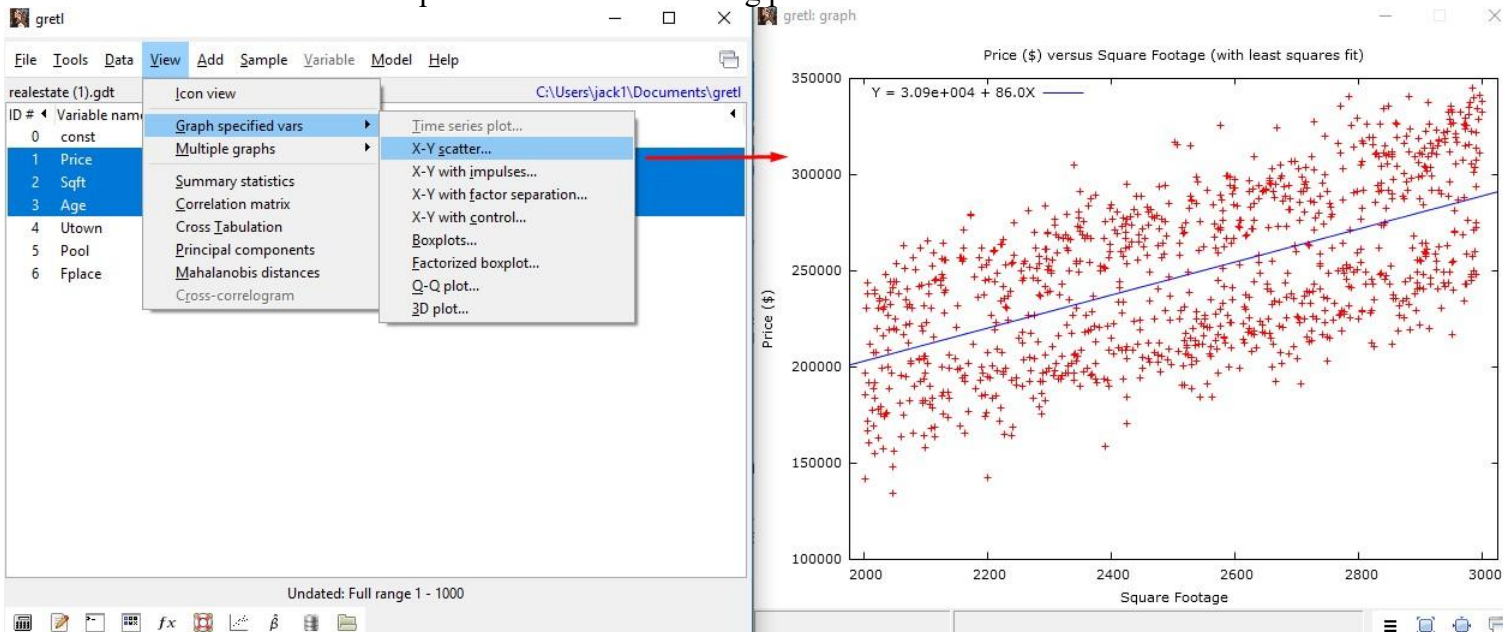 gretl
File Tools Data View Add Sample Variable Model Help
realestate (1).gdt
C:\Users\jack1\Documents\gretl
ID # Variable nam
0 const
1 Price
2 Sqft
3 Age
4 Utown
5 Pool
6 Fplace
Icon view
Graph specified vars
Multiple graphs
Summary statistics
Correlation matrix
Cross Tabulation
Principal components
Mahalanobis distances
Cross-correlogram
Time series plot...
X-Y scatter...
X-Y with impulses...
X-Y with factor separation...
X-Y with control...
Boxplots...
Factorized boxplot...
Q-Q plot...
3D plot...
Undated: Full range 1 - 1000
fx β̂
gretl: graph
Price ($) versus Square Footage (with least squares fit)
Y = 3.09e+004 + 86.0X
350000
300000
250000
200000
150000
100000
Price ($)
2000 2200 2400 2600 2800 3000
Square Footage